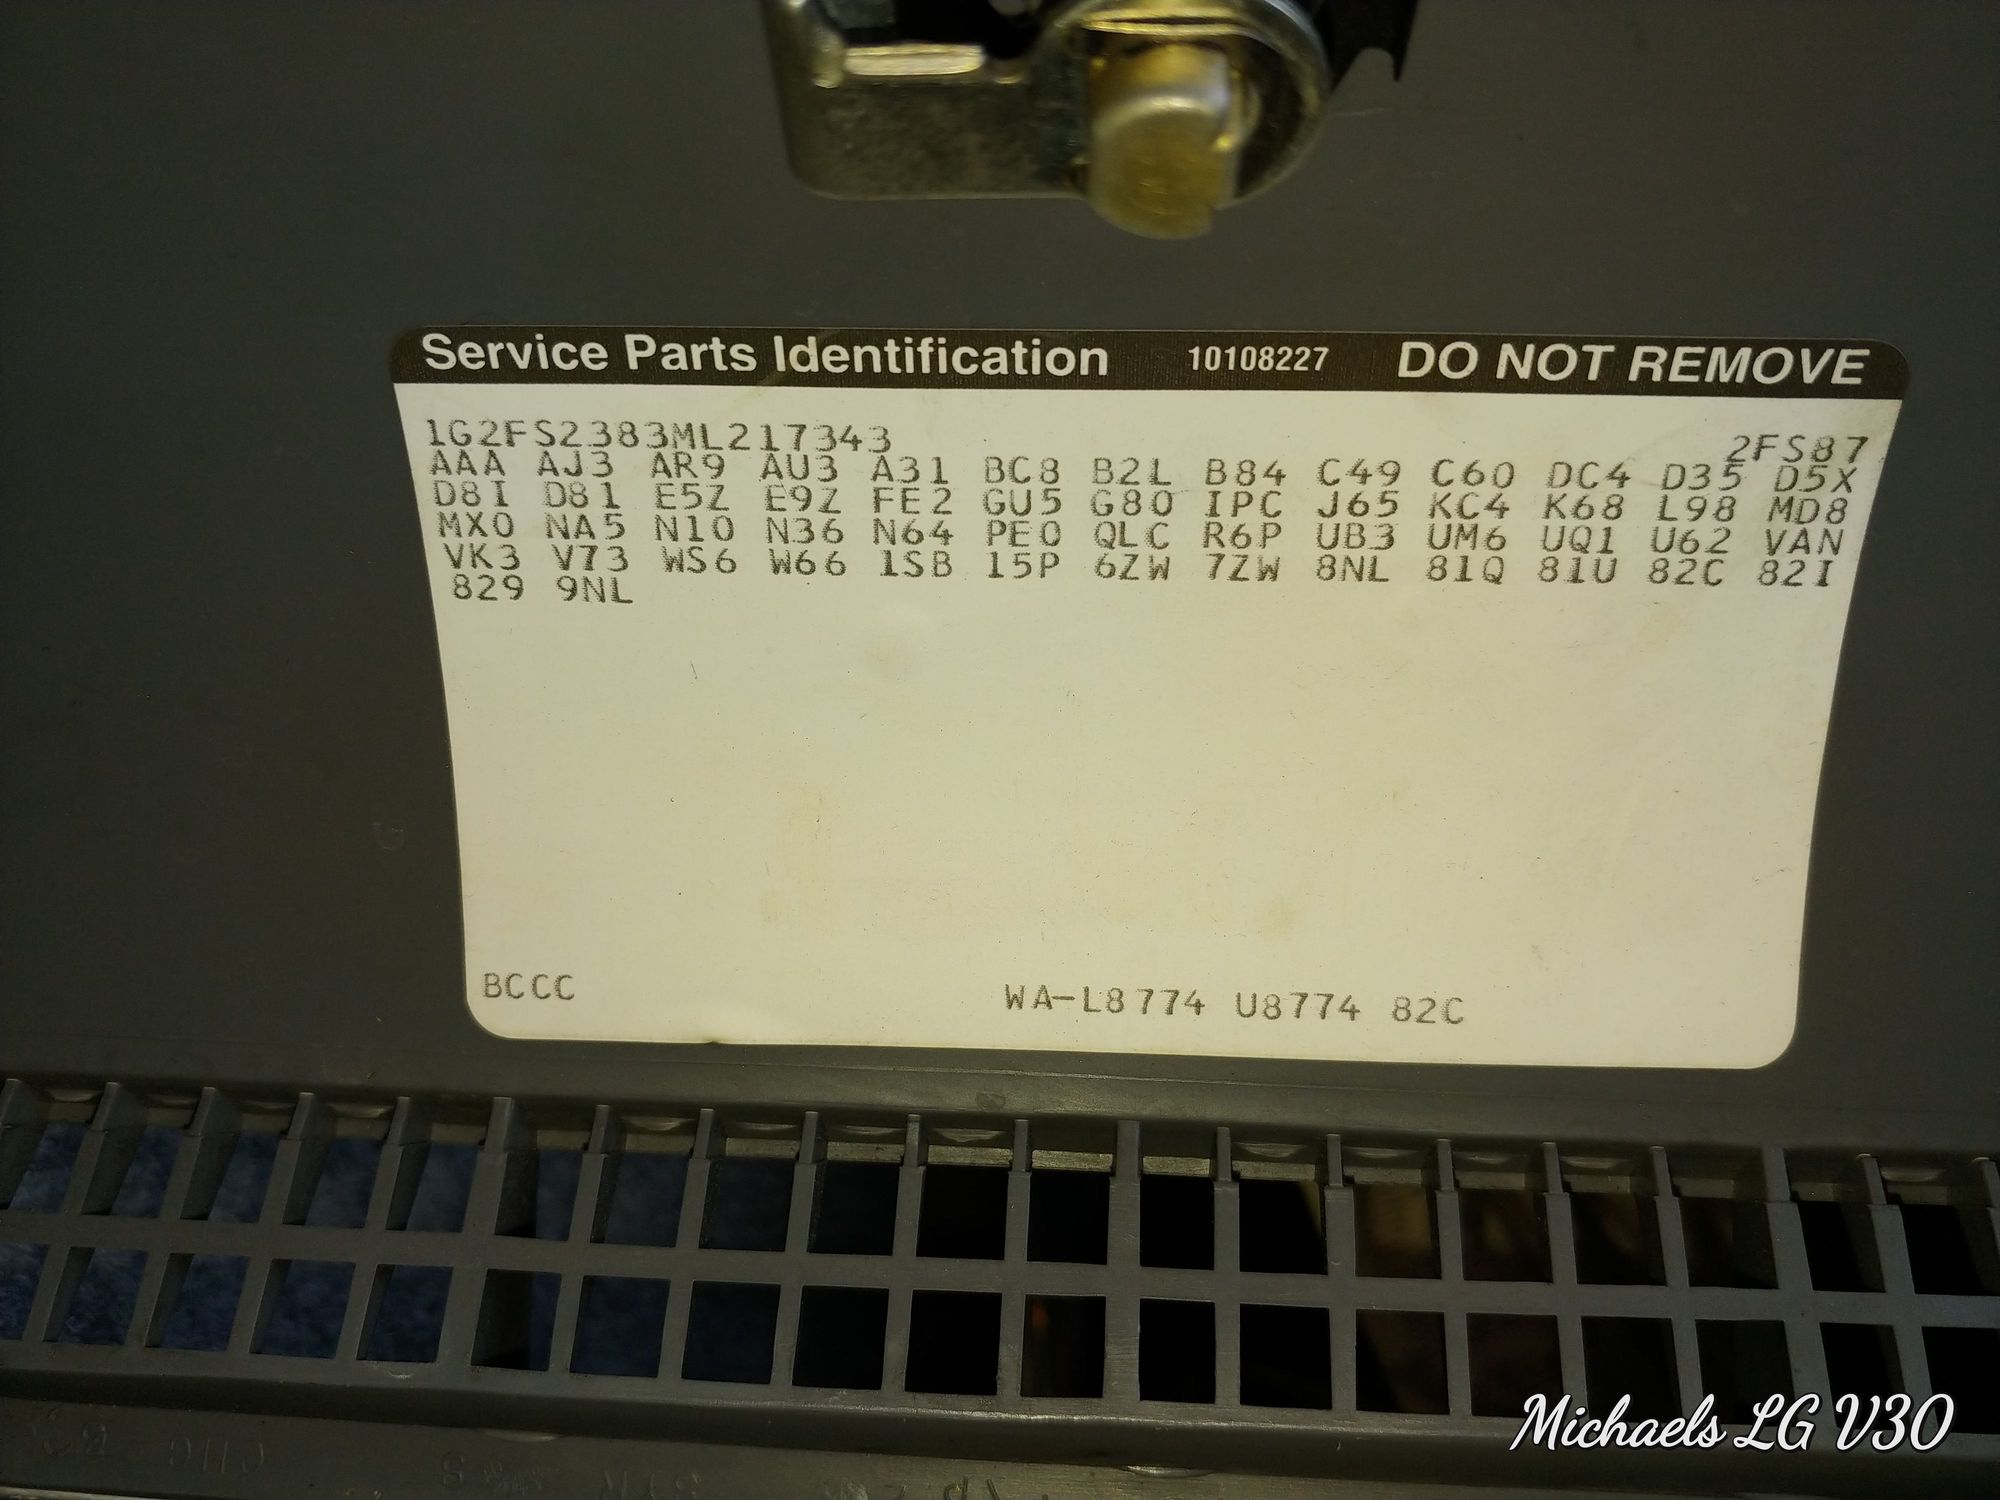 Service Parts Identification 10108227 DO NOT REMOVE
1G2FS2383ML217343 2FS87
AAA AJ3 AR9 AU3 A31 BC8 B2L B84 C49 C60 DC4 D35 D5X
D8I D81 E5Z E9Z FE2 GU5 G80 IPC J65 KC4 K68 L98 MD8
MX0 NA5 N10 N36 N64 PE0 QLC R6P UB3 UM6 UQ1 U62 VAN
VK3 V73 WS6 W66 1SB 15P 6ZW 7ZW 8NL 81Q 81U 82C 82I
829 9NL
BCCC WA-L8774 U8774 82C
Michaels LG V30